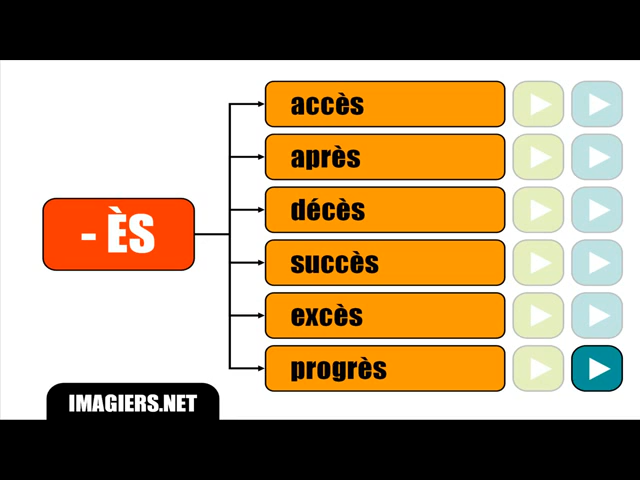 accès
après
décès
- ÈS
succès
excès
progrès
IMAGIERS.NET